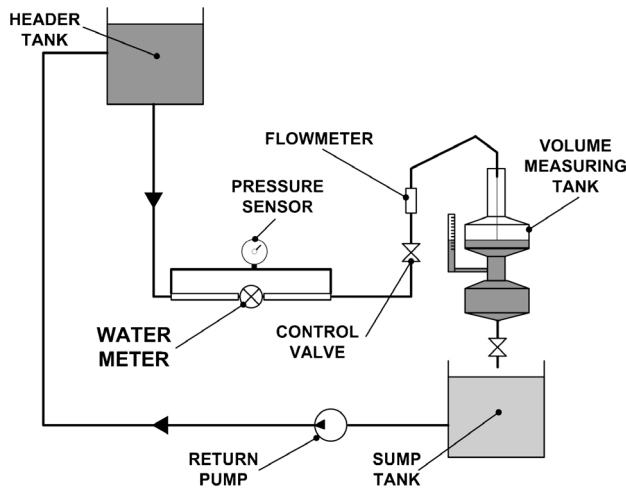 HEADER
TANK
FLOWMETER
VOLUME
MEASURING
TANK
PRESSURE
SENSOR
WATER
METER
CONTROL
VALVE
RETURN
PUMP
SUMP
TANK